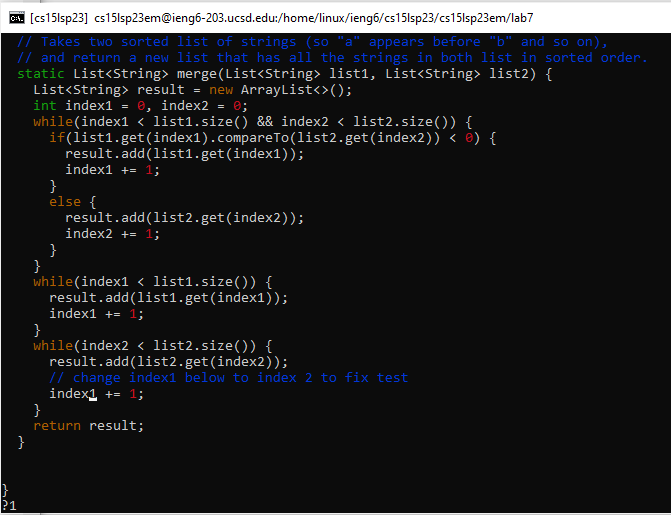 [cs15lsp23] cs15lsp23em@ieng6-203.ucsd.edu:/home/linux/ieng6/cs15lsp23/cs15lsp23em/lab7
// Takes two sorted list of strings (so "a" appears before "b" and so on),
// and return a new list that has all the strings in both list in sorted order.
static List<String> merge(List<String> list1, List<String> list2) {
List<String> result = new ArrayList<>();
int index1 = 0, index2 = 0;
while(index1 < list1.size() && index2 < list2.size()) {
if(list1.get(index1).compareTo(list2.get(index2)) < 0) {
result.add(list1.get(index1));
index1 += 1;
}
else {
result.add(list2.get(index2));
index2 += 1;
}
}
while(index1 < list1.size()) {
result.add(list1.get(index1));
index1 += 1;
}
while(index2 < list2.size()) {
result.add(list2.get(index2));
// change index1 below to index 2 to fix test
index1 += 1;
}
return result;
}
}
?1